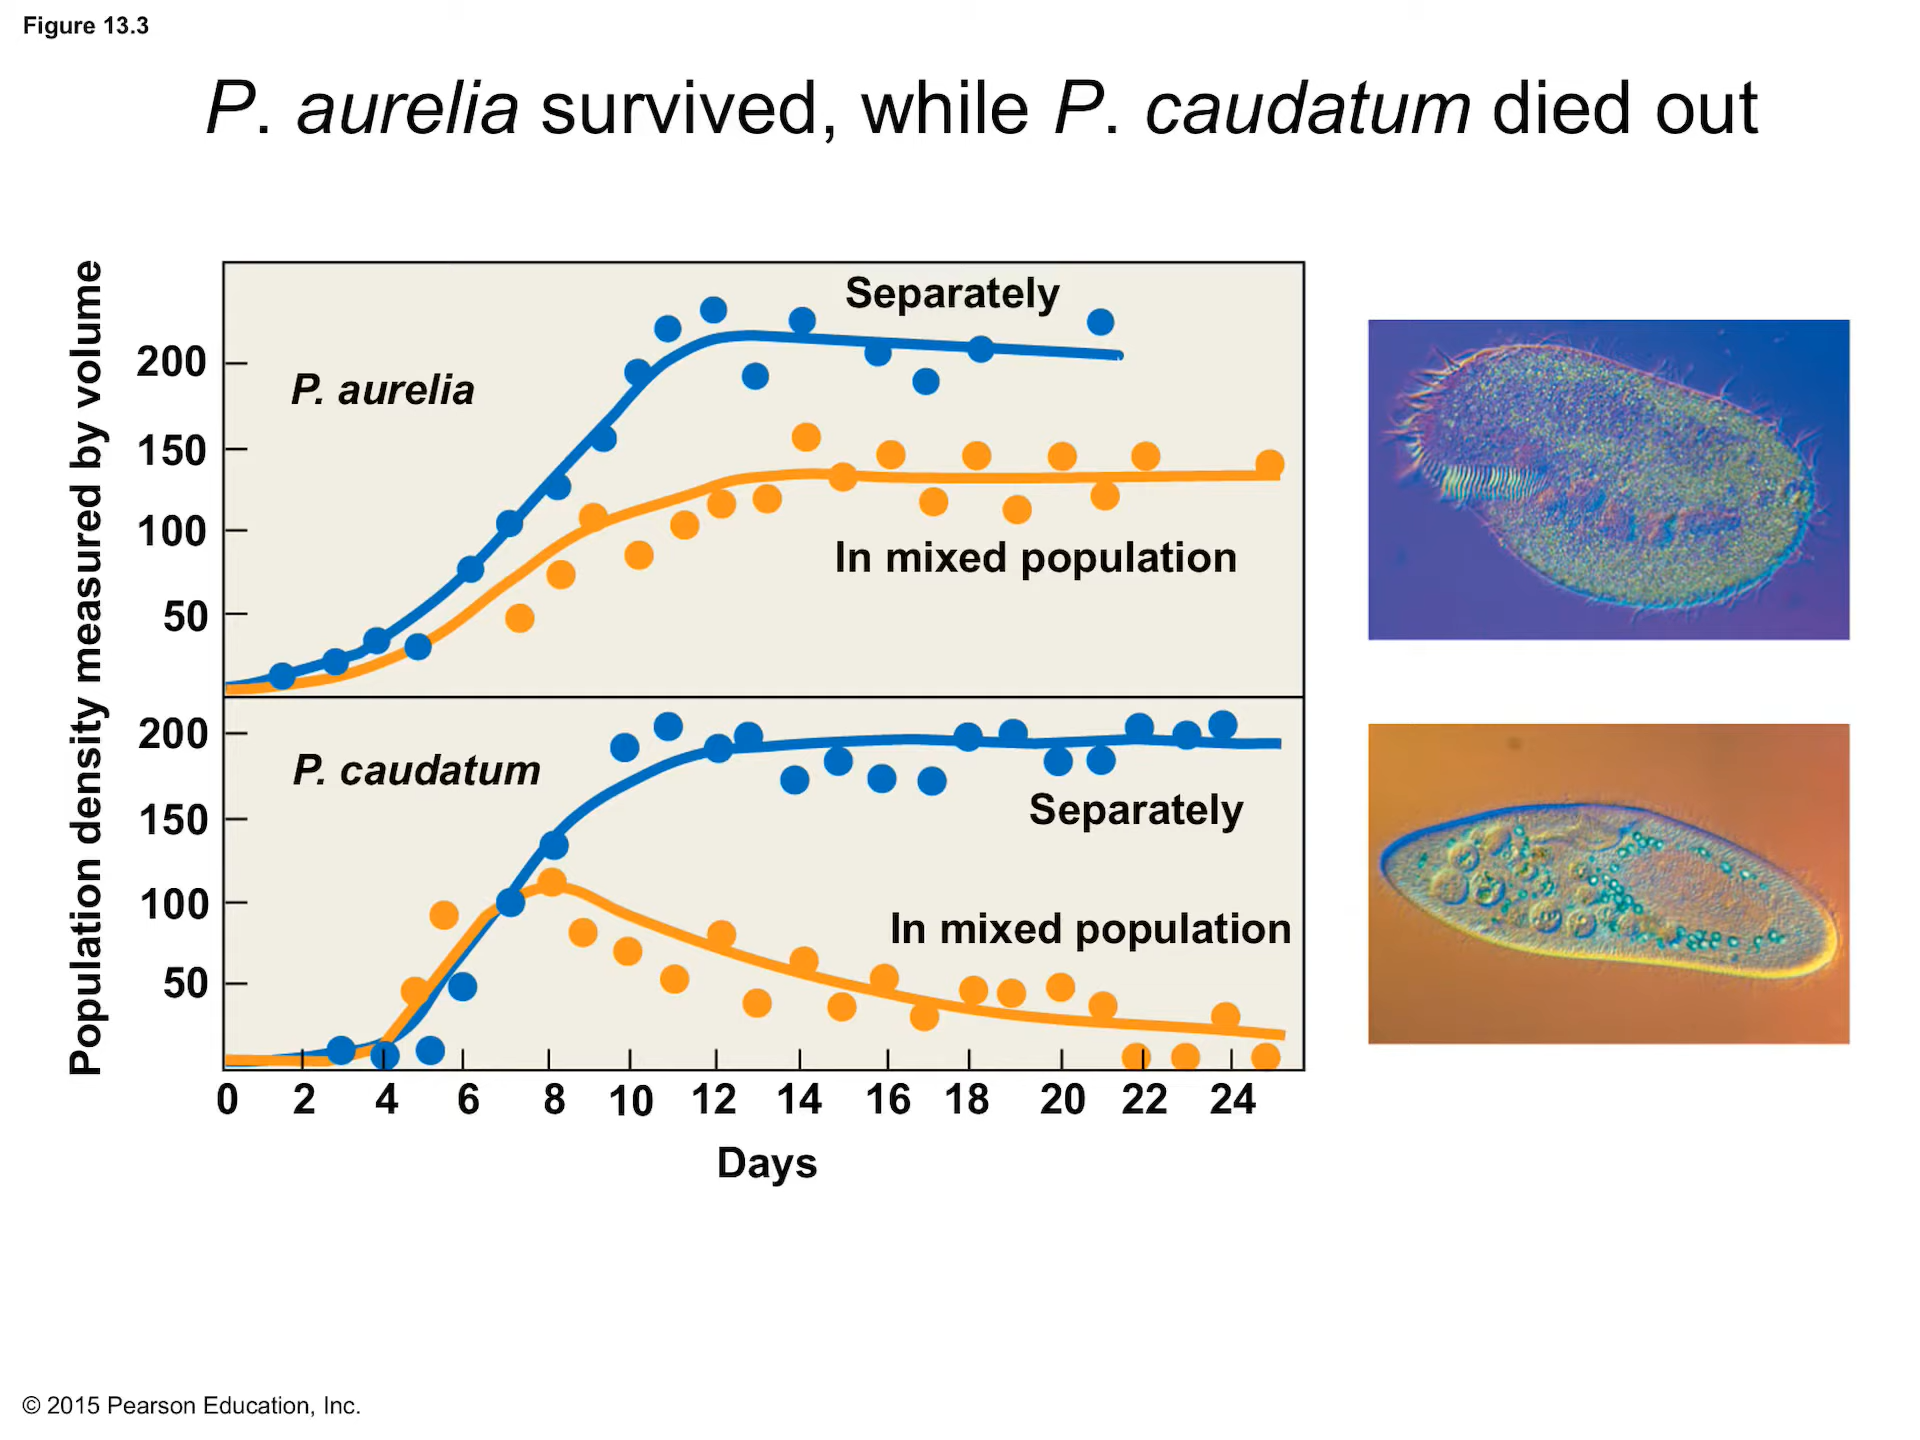 Figure 13.3
P. aurelia survived, while P. caudatum died out
Population density measured by volume
Separately
200
P. aurelia
150
100
In mixed population
50
200
P. caudatum
150
Separately
100
In mixed population
50
0 2 4 6 8 10 12 14 16 18 20 22 24
Days
© 2015 Pearson Education, Inc.